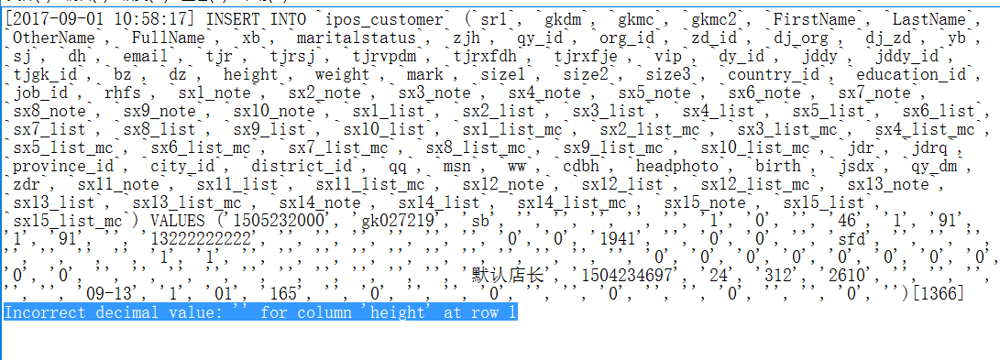 [2017-09-01 10:58:17] INSERT INTO `ipos_customer` (`sr1`, `gkdm`, `gkmc`, `gkmc2`, `FirstName`, `LastName`,
`OtherName`, `FullName`, `xb`, `maritalstatus`, `zjh`, `qy_id`, `org_id`, `zd_id`, `dj_org`, `dj_zd`, `yb`,
`sj`, `dh`, `email`, `tjr`, `tjrsj`, `tjrvpdm`, `tjrxfdh`, `tjrxfje`, `vip`, `dy_id`, `jddy`, `jddy_id`,
`tjgk_id`, `bz`, `dz`, `height`, `weight`, `mark`, `size1`, `size2`, `size3`, `country_id`, `education_id`,
`job_id`, `rhfs`, `sx1_note`, `sx2_note`, `sx3_note`, `sx4_note`, `sx5_note`, `sx6_note`, `sx7_note`,
`sx8_note`, `sx9_note`, `sx10_note`, `sx1_list`, `sx2_list`, `sx3_list`, `sx4_list`, `sx5_list`, `sx6_list`,
`sx7_list`, `sx8_list`, `sx9_list`, `sx10_list`, `sx1_list_mc`, `sx2_list_mc`, `sx3_list_mc`, `sx4_list_mc`,
`sx5_list_mc`, `sx6_list_mc`, `sx7_list_mc`, `sx8_list_mc`, `sx9_list_mc`, `sx10_list_mc`, `jdr`, `jdrq`,
`province_id`, `city_id`, `district_id`, `qq`, `msn`, `ww`, `cdbh`, `headphoto`, `birth`, `jsdx`, `qy_dm`,
`zdr`, `sx11_note`, `sx11_list`, `sx11_list_mc`, `sx12_note`, `sx12_list`, `sx12_list_mc`, `sx13_note`,
`sx13_list`, `sx13_list_mc`, `sx14_note`, `sx14_list`, `sx14_list_mc`, `sx15_note`, `sx15_list`,
`sx15_list_mc`) VALUES ('1505232000', 'gk027219', 'sb', '', '', '', '', '', '1', '0', '', '46', '1', '91',
'1', '91', '', '13222222222', '', '', '', '', '', '', '0', '0', '1941', '', '0', '0', '', 'sfd', '', '', '',
'', '', '', '1', '1', '', '', '', '', '', '', '', '', '', '', '0', '0', '0', '0', '0', '0', '0', '0',
'0', '0', '', '', '', '', '', '', '', '', '', '', '默认店长', '1504234697', '24', '312', '2610', '', '', '',
'', '', '09-13', '1', '01', '165', '', '0', '', '', '0', '', '', '0', '', '', '0', '', '', '0', '')[1366]
Incorrect decimal value: '' for column 'height' at row 1